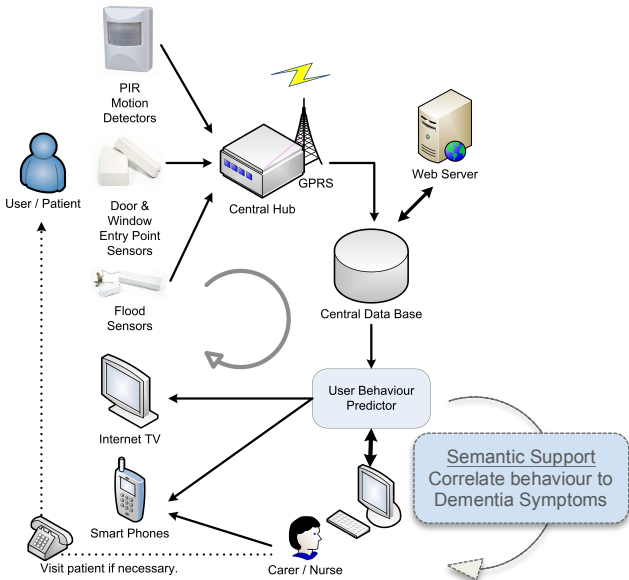 PIR
Motion
Detectors
User / Patient
Door &
Window
Entry Point
Sensors
Central Hub
GPRS
Web Server
Flood
Sensors
Central Data Base
User Behaviour
Predictor
Internet TV
Semantic Support
Correlate behaviour to
Dementia Symptoms
Smart Phones
Visit patient if necessary.
Carer / Nurse